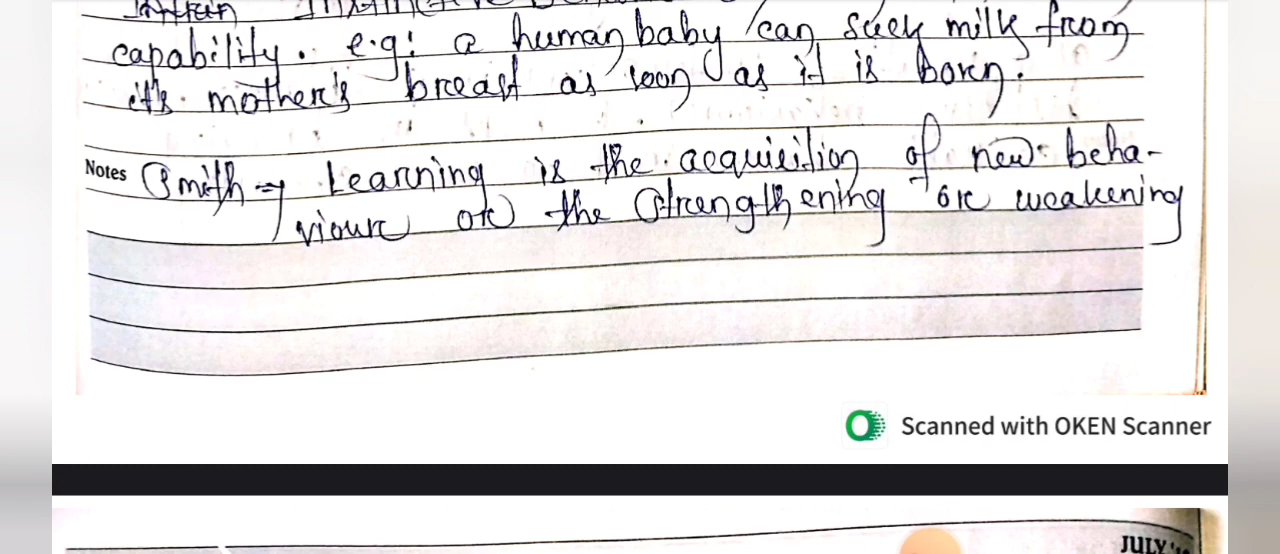 capability. e.g: a human baby can suck milk from
it's mother's breast as soon as it is born.
Notes Smith → Learning is the acquisition of new beha-
viour or the strengthening or weakening
Scanned with OKEN Scanner
JULY